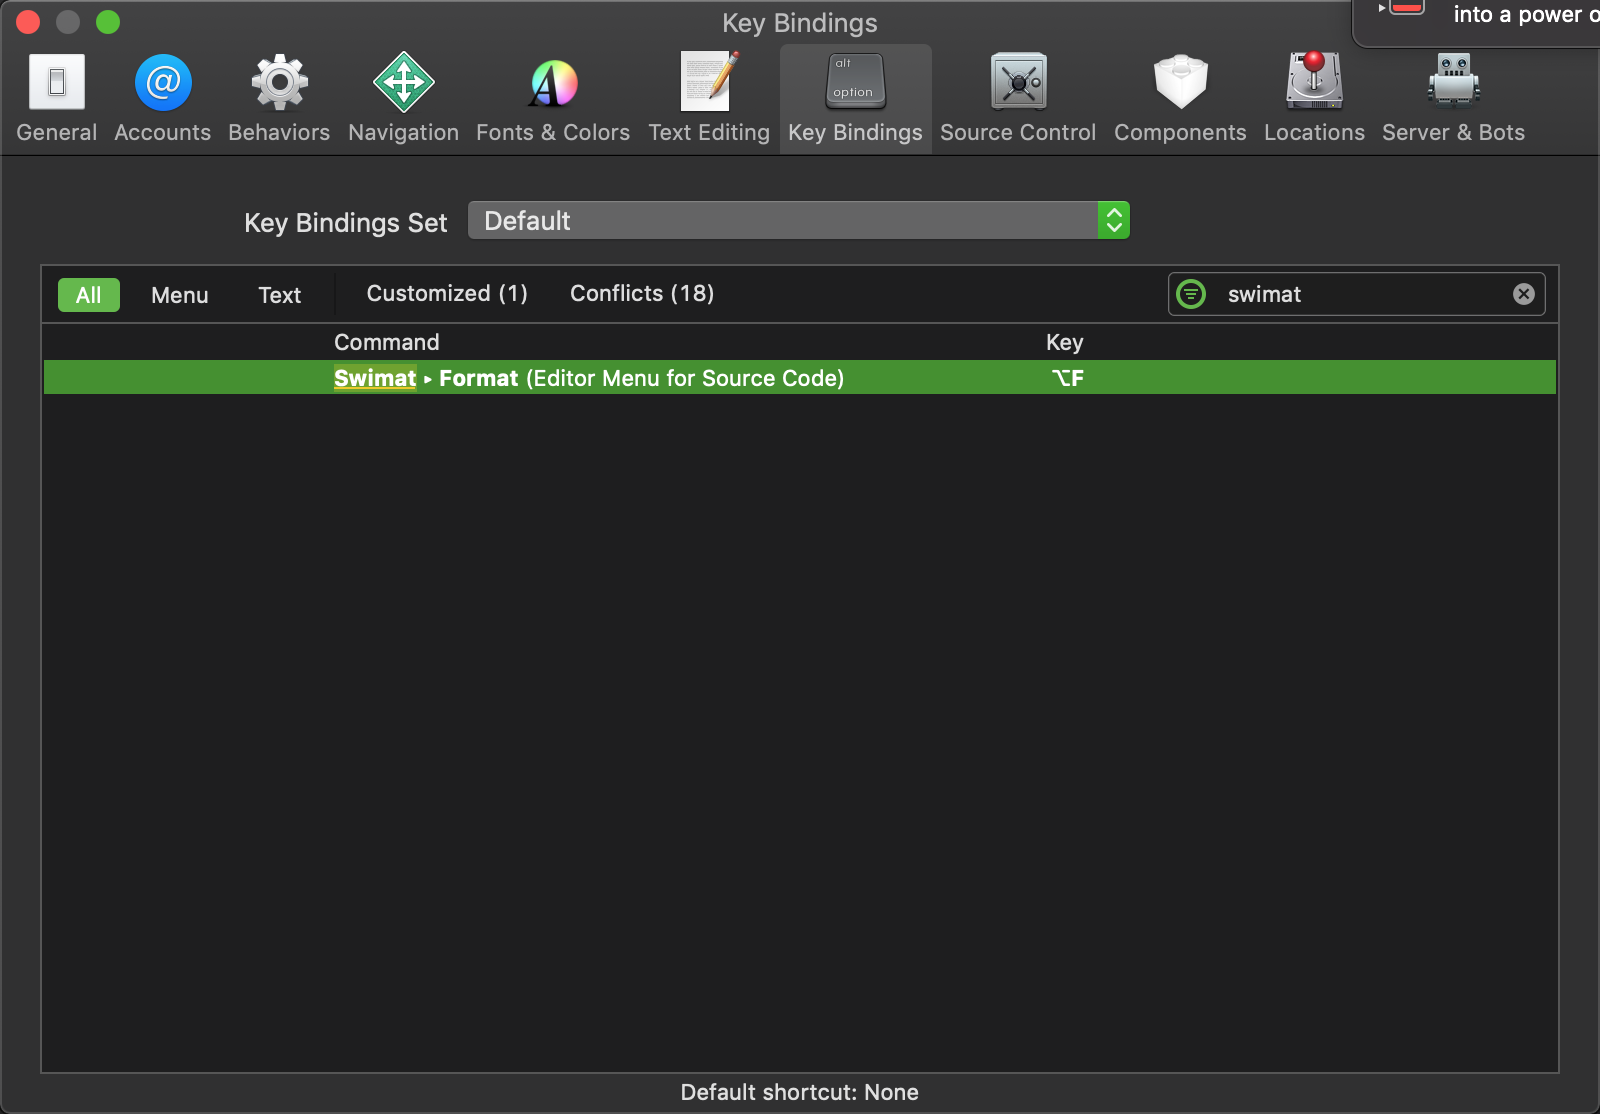 Key Bindings
into a power o
General
Accounts
Behaviors
Navigation
Fonts & Colors
Text Editing
alt
option
Key Bindings
Source Control
Components
Locations
Server & Bots
Key Bindings Set
Default
All
Menu
Text
Customized (1)
Conflicts (18)
swimat
Command
Key
Swimat ▸ Format (Editor Menu for Source Code)
⌥F
Default shortcut: None